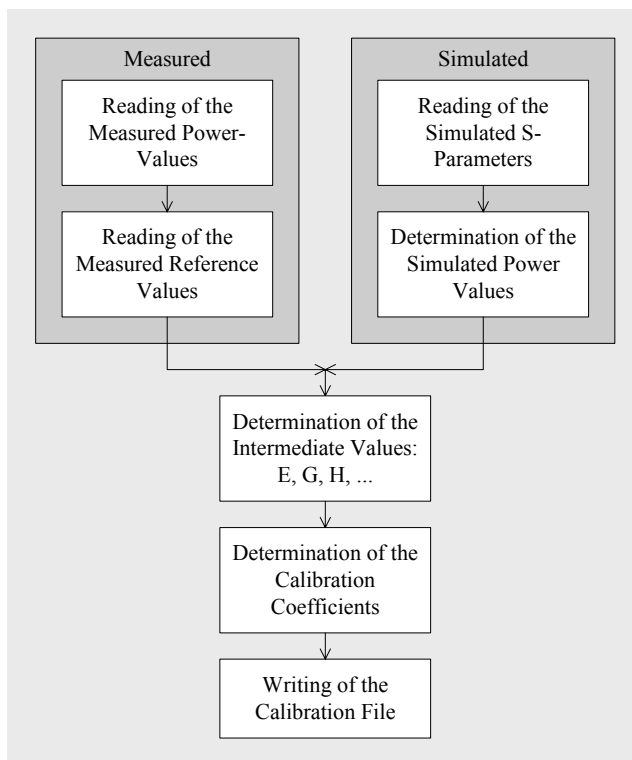 Measured
Reading of the
Measured Power-
Values
Reading of the
Measured Reference
Values
Simulated
Reading of the
Simulated S-
Parameters
Determination of the
Simulated Power
Values
Determination of the
Intermediate Values:
E, G, H, ...
Determination of the
Calibration
Coefficients
Writing of the
Calibration File